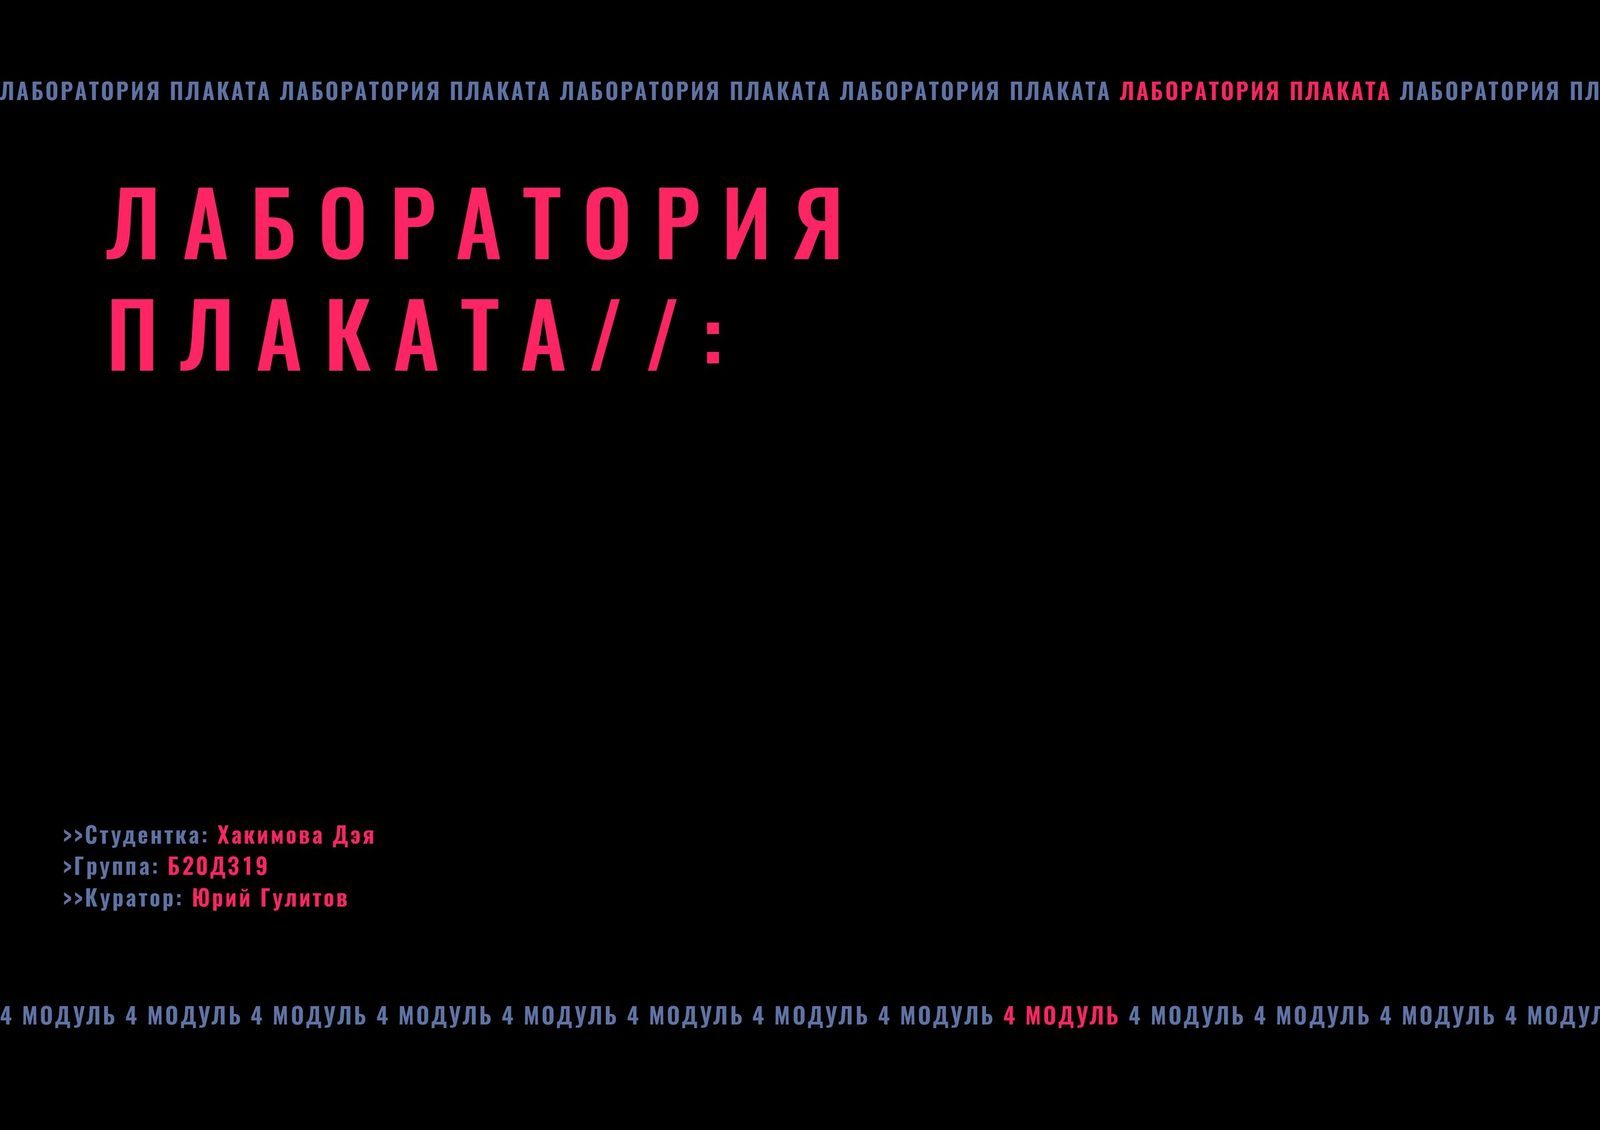 ЛАБОРАТОРИЯ ПЛАКАТА ЛАБОРАТОРИЯ ПЛАКАТА ЛАБОРАТОРИЯ ПЛАКАТА ЛАБОРАТОРИЯ ПЛАКАТА ЛАБОРАТОРИЯ ПЛАКАТА ЛАБОРАТОРИЯ ПЛ
ЛАБОРАТОРИЯ
ПЛАКАТА//:
>>Студентка: Хакимова Дэя
>Группа: Б20Д319
>>Куратор: Юрий Гулитов
4 МОДУЛЬ 4 МОДУЛЬ 4 МОДУЛЬ 4 МОДУЛЬ 4 МОДУЛЬ 4 МОДУЛЬ 4 МОДУЛЬ 4 МОДУЛЬ 4 МОДУЛЬ 4 МОДУЛЬ 4 МОДУЛЬ 4 МОДУЛЬ 4 МОДУЛ